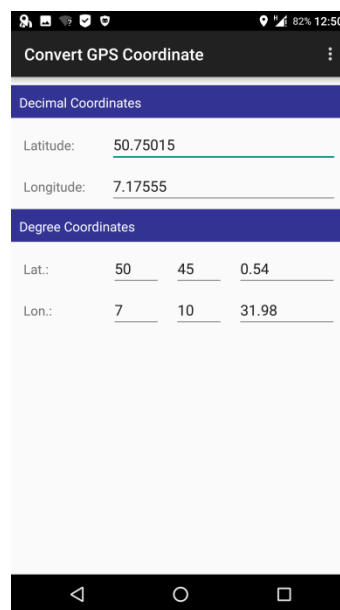 H 82% 12:50
Convert GPS Coordinate
Decimal Coordinates
Latitude: 50.75015
Longitude: 7.17555
Degree Coordinates
Lat.: 50 45 0.54
Lon.: 7 10 31.98